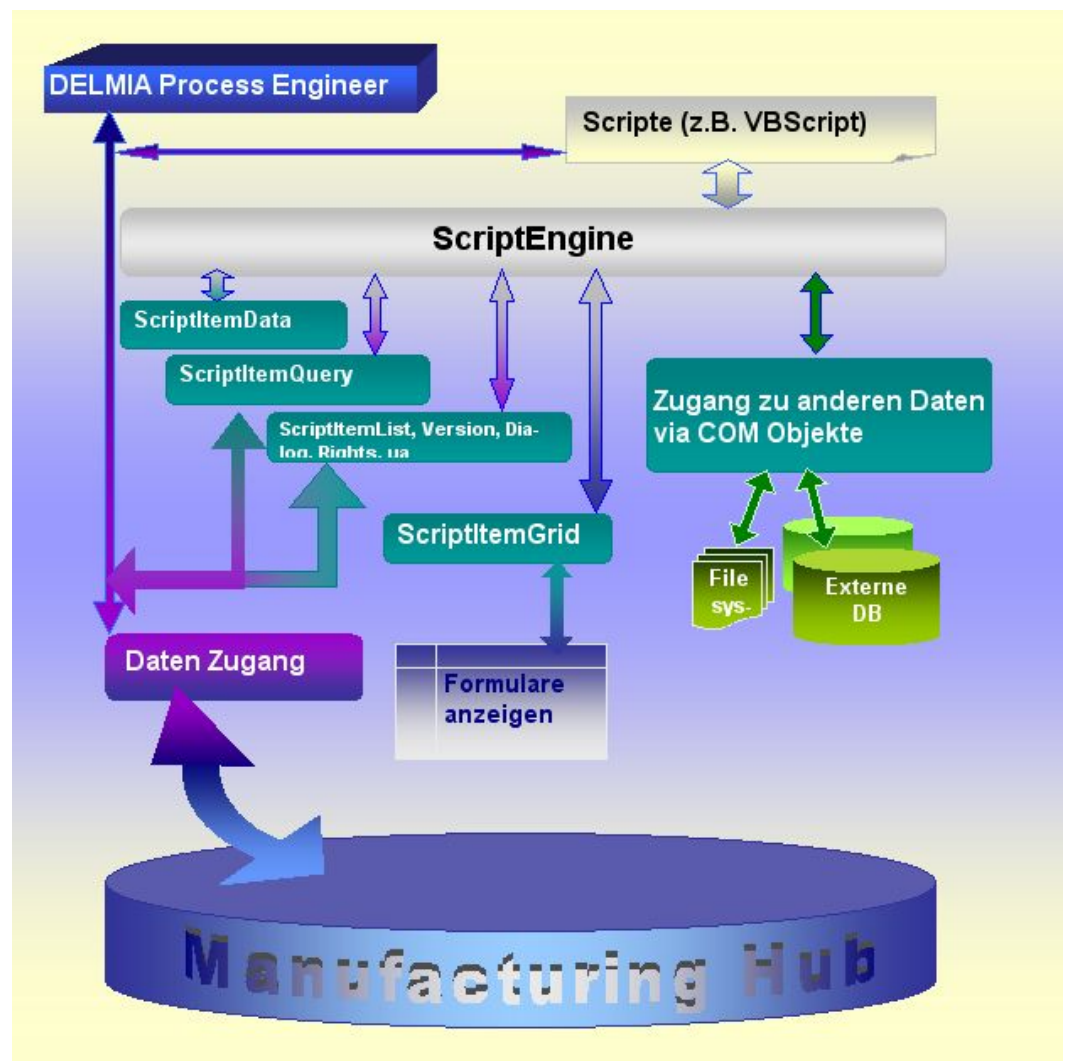 DELMIA Process Engineer
Scripte (z.B. VBScript)
ScriptEngine
ScriptItemData
ScriptItemQuery
ScriptItemList, Version, Dia-
log, Rights, ua
Zugang zu anderen Daten
via COM Objekte
ScriptItemGrid
File
sys-
Externe
DB
Daten Zugang
Formulare
anzeigen
Manufacturing Hub